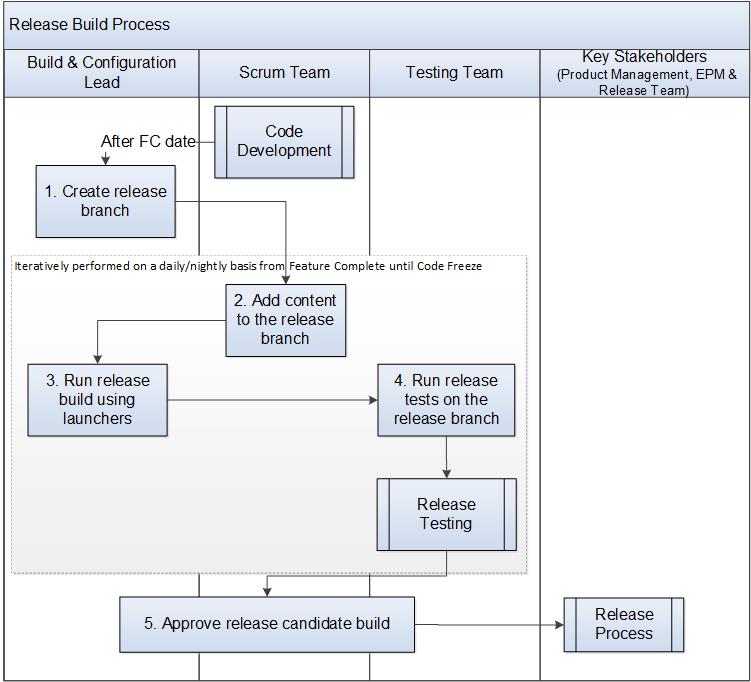 Release Build Process
Build & Configuration
Lead
Scrum Team
Testing Team
Key Stakeholders
(Product Management, EPM &
Release Team)
Code
Development
After FC date
1. Create release
branch
Iteratively performed on a daily/nightly basis from Feature Complete until Code Freeze
2. Add content
to the release
branch
3. Run release
build using
launchers
4. Run release
tests on the
release branch
Release
Testing
5. Approve release candidate build
Release
Process